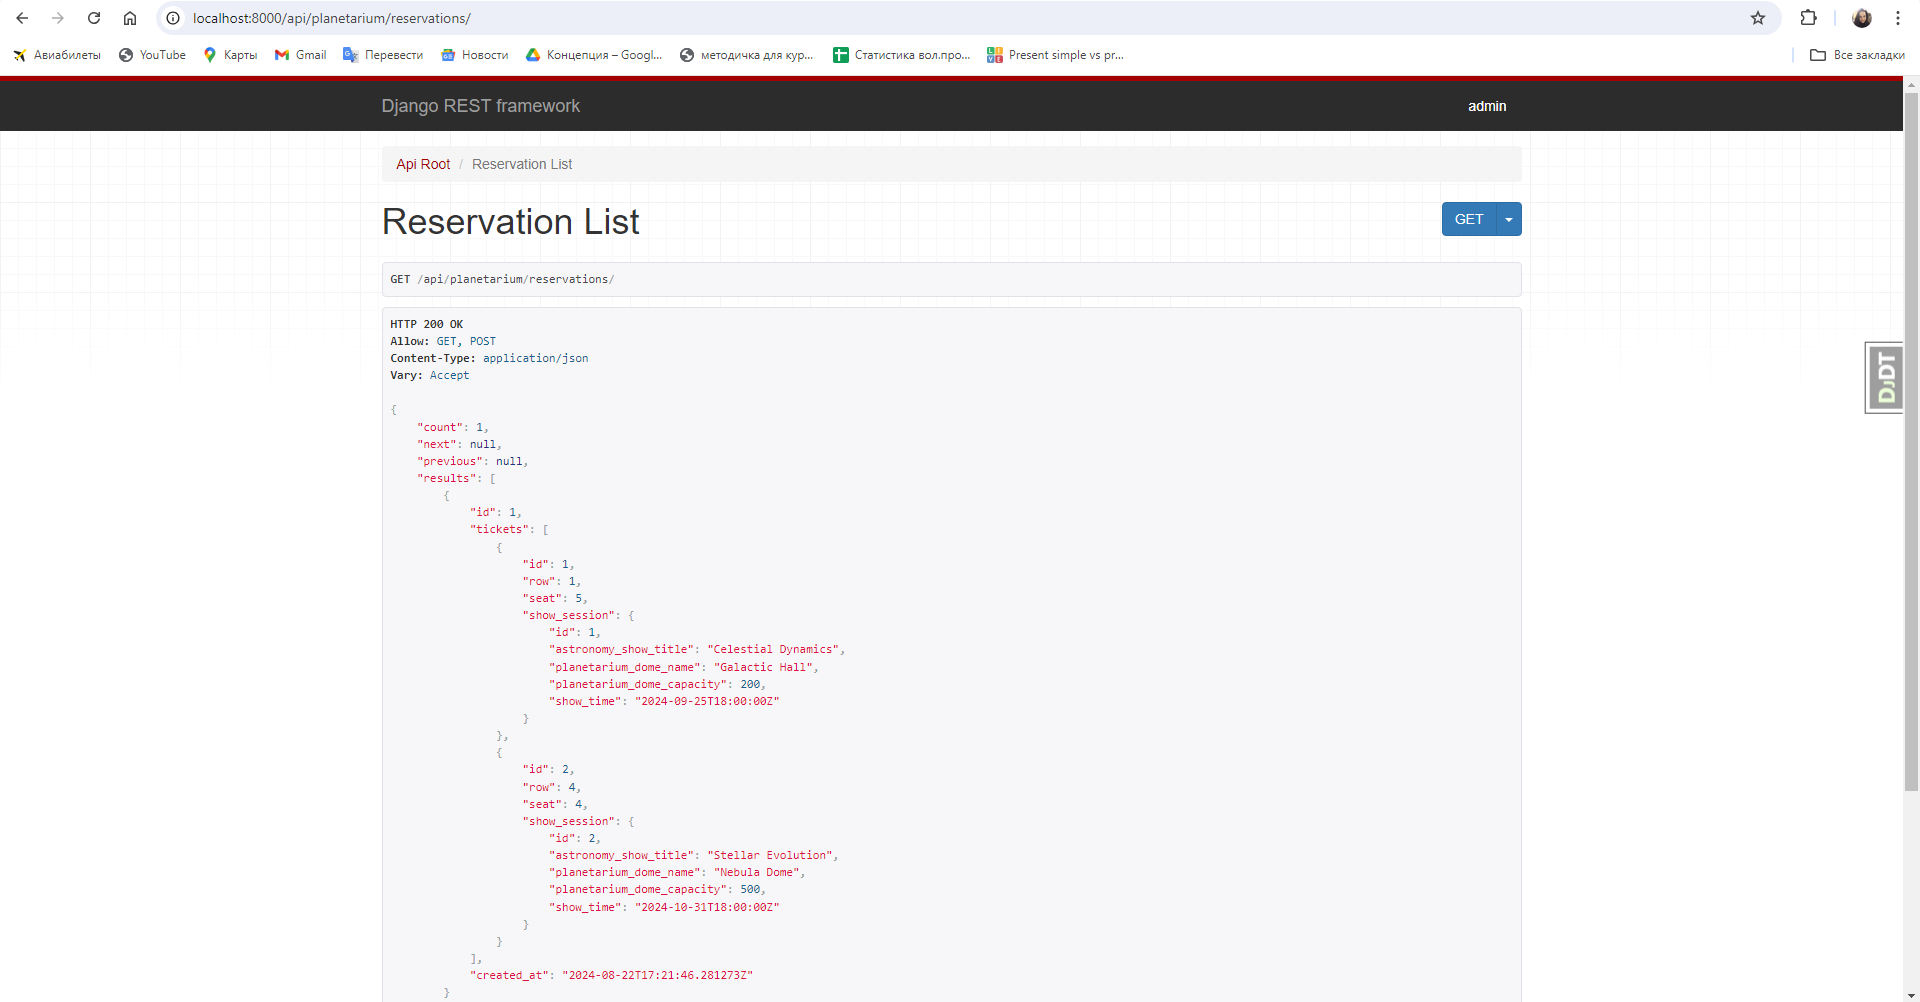 localhost:8000/api/planetarium/reservations/
Авиабилеты YouTube Карты Gmail Перевести Новости Концепция – Googl... методичка для кур... Статистика вол.про... Present simple vs pr... Все закладки
Django REST framework admin
Api Root / Reservation List
Reservation List GET
GET /api/planetarium/reservations/
HTTP 200 OK
Allow: GET, POST
Content-Type: application/json
Vary: Accept
DJDT
{
    "count": 1,
    "next": null,
    "previous": null,
    "results": [
        {
            "id": 1,
            "tickets": [
                {
                    "id": 1,
                    "row": 1,
                    "seat": 5,
                    "show_session": {
                        "id": 1,
                        "astronomy_show_title": "Celestial Dynamics",
                        "planetarium_dome_name": "Galactic Hall",
                        "planetarium_dome_capacity": 200,
                        "show_time": "2024-09-25T18:00:00Z"
                    }
                },
                {
                    "id": 2,
                    "row": 4,
                    "seat": 4,
                    "show_session": {
                        "id": 2,
                        "astronomy_show_title": "Stellar Evolution",
                        "planetarium_dome_name": "Nebula Dome",
                        "planetarium_dome_capacity": 500,
                        "show_time": "2024-10-31T18:00:00Z"
                    }
                }
            ],
            "created_at": "2024-08-22T17:21:46.281273Z"
        }